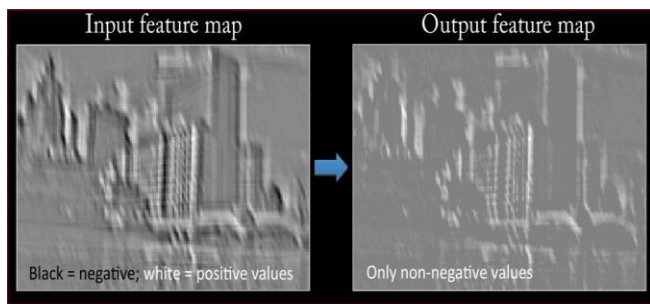 Input feature map
Output feature map
Black = negative; white = positive values
Only non-negative values